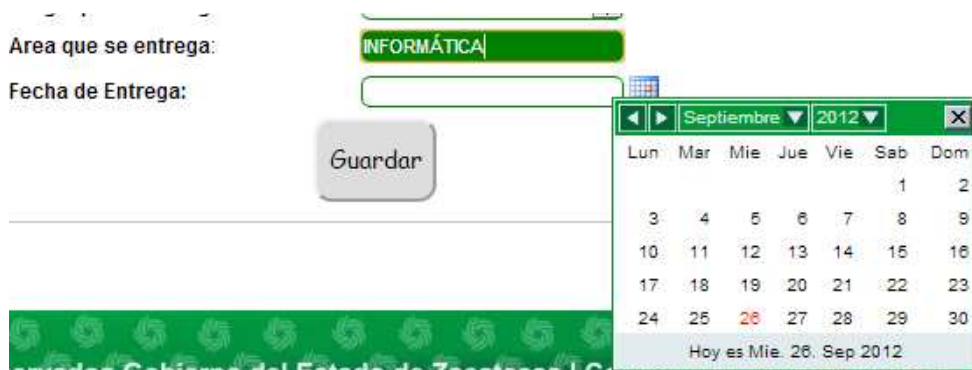 Area que se entrega:
INFORMÁTICA
Fecha de Entrega:
Septiembre 2012 X
Lun Mar Mie Jue Vie Sab Dom
1 2
3 4 5 6 7 8 9
10 11 12 13 14 15 16
17 18 19 20 21 22 23
24 25 26 27 28 29 30
Hoy es Mie. 26. Sep 2012
Guardar
Gobierno del Estado de Zacatecas |